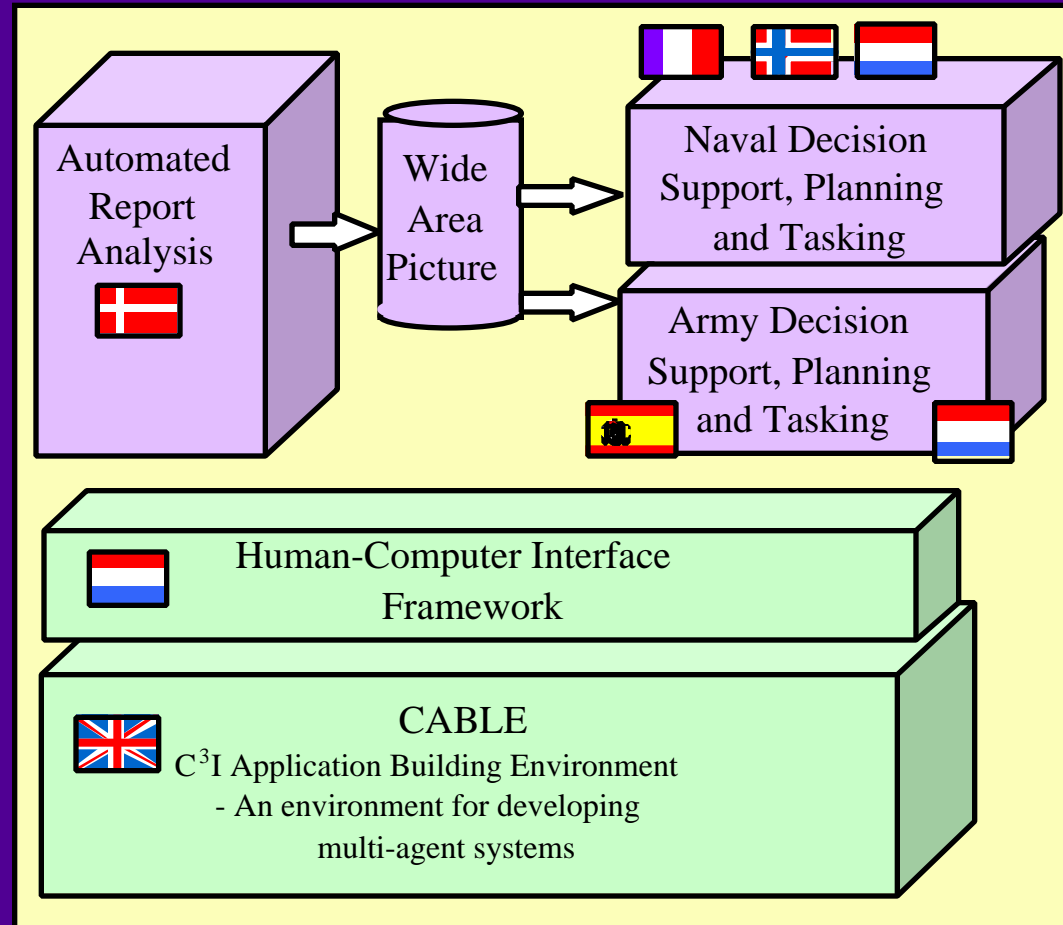 Automated
Report
Analysis
Wide
Area
Picture
Naval Decision
Support, Planning
and Tasking
Army Decision
Support, Planning
and Tasking
Human-Computer Interface
Framework
CABLE
C³I Application Building Environment
- An environment for developing
multi-agent systems